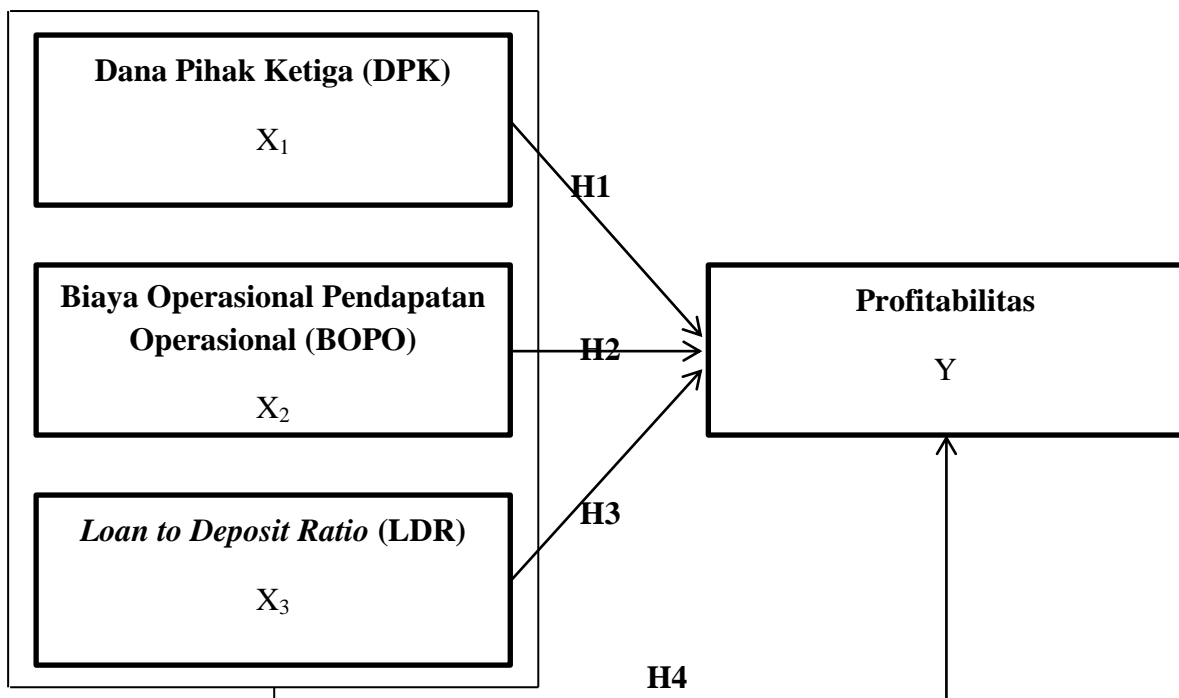 Dana Pihak Ketiga (DPK)
X₁
H1
Biaya Operasional Pendapatan
Operasional (BOPO)
X₂
H2
Profitabilitas
Y
Loan to Deposit Ratio (LDR)
X₃
H3
H4